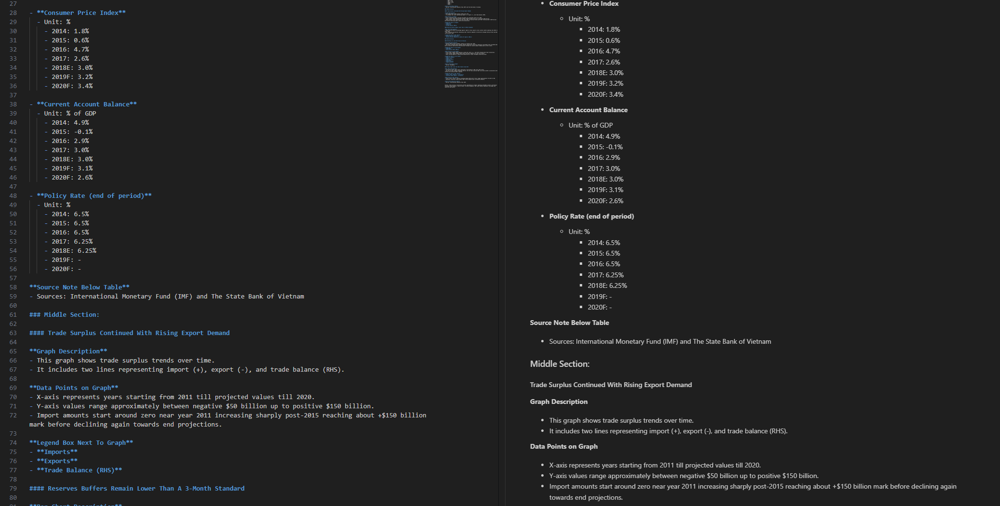 27
28 - **Consumer Price Index**
29 - Unit: %
30 - 2014: 1.8%
31 - 2015: 0.6%
32 - 2016: 4.7%
33 - 2017: 2.6%
34 - 2018E: 3.0%
35 - 2019F: 3.2%
36 - 2020F: 3.4%
37
38 - **Current Account Balance**
39 - Unit: % of GDP
40 - 2014: 4.9%
41 - 2015: -0.1%
42 - 2016: 2.9%
43 - 2017: 3.0%
44 - 2018E: 3.0%
45 - 2019F: 3.1%
46 - 2020F: 2.6%
47
48 - **Policy Rate (end of period)**
49 - Unit: %
50 - 2014: 6.5%
51 - 2015: 6.5%
52 - 2016: 6.5%
53 - 2017: 6.25%
54 - 2018E: 6.25%
55 - 2019F: -
56 - 2020F: -
57
58 **Source Note Below Table**
59 - Sources: International Monetary Fund (IMF) and The State Bank of Vietnam
60
61 ### Middle Section:
62
63 #### Trade Surplus Continued With Rising Export Demand
64
65 **Graph Description**
66 - This graph shows trade surplus trends over time.
67 - It includes two lines representing import (+), export (-), and trade balance (RHS).
68
69 **Data Points on Graph**
70 - X-axis represents years starting from 2011 till projected values till 2020.
71 - Y-axis values range approximately between negative $50 billion up to positive $150 billion.
72 - Import amounts start around zero near year 2011 increasing sharply post-2015 reaching about +$150 billion
mark before declining again towards end projections.
73
74 **Legend Box Next To Graph**
75 - **Imports**
76 - **Exports**
77 - **Trade Balance (RHS)**
78
79 #### Reserves Buffers Remain Lower Than A 3-Month Standard
80
81 **Bar Chart Description**
• Consumer Price Index
○ Unit: %
▪ 2014: 1.8%
▪ 2015: 0.6%
▪ 2016: 4.7%
▪ 2017: 2.6%
▪ 2018E: 3.0%
▪ 2019F: 3.2%
▪ 2020F: 3.4%
• Current Account Balance
○ Unit: % of GDP
▪ 2014: 4.9%
▪ 2015: -0.1%
▪ 2016: 2.9%
▪ 2017: 3.0%
▪ 2018E: 3.0%
▪ 2019F: 3.1%
▪ 2020F: 2.6%
• Policy Rate (end of period)
○ Unit: %
▪ 2014: 6.5%
▪ 2015: 6.5%
▪ 2016: 6.5%
▪ 2017: 6.25%
▪ 2018E: 6.25%
▪ 2019F: -
▪ 2020F: -
Source Note Below Table
• Sources: International Monetary Fund (IMF) and The State Bank of Vietnam
Middle Section:
Trade Surplus Continued With Rising Export Demand
Graph Description
• This graph shows trade surplus trends over time.
• It includes two lines representing import (+), export (-), and trade balance (RHS).
Data Points on Graph
• X-axis represents years starting from 2011 till projected values till 2020.
• Y-axis values range approximately between negative $50 billion up to positive $150 billion.
• Import amounts start around zero near year 2011 increasing sharply post-2015 reaching about +$150 billion mark before declining again
towards end projections.